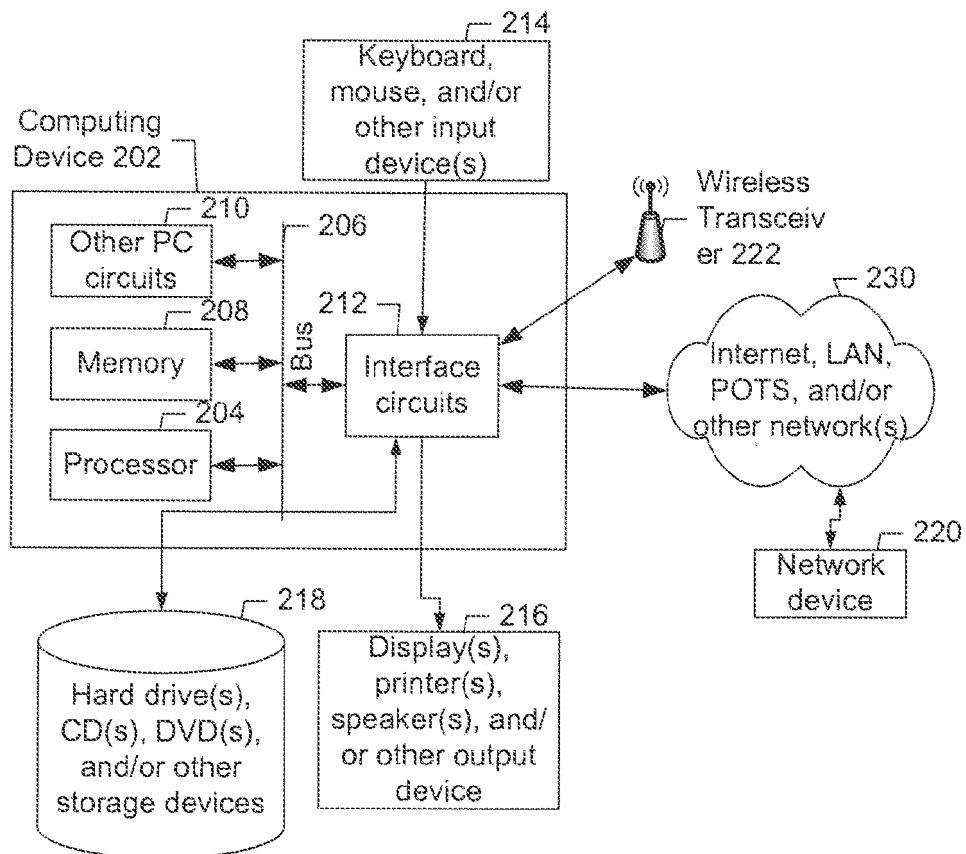 214
Keyboard,
mouse, and/or
other input
device(s)
Computing
Device 202
210
Other PC
circuits
206
208
Memory
204
Processor
Bus
212
Interface
circuits
Wireless
Transceiv
er 222
230
Internet, LAN,
POTS, and/or
other network(s)
220
Network
device
218
Hard drive(s),
CD(s), DVD(s),
and/or other
storage devices
216
Display(s),
printer(s),
speaker(s), and/
or other output
device